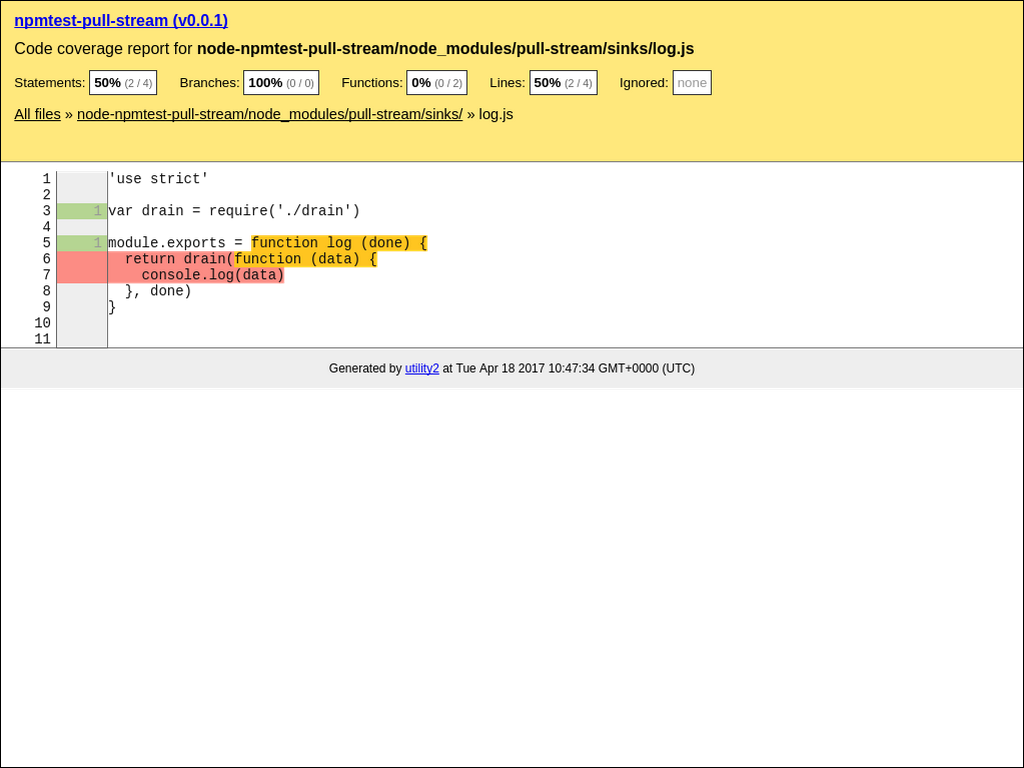 npmtest-pull-stream (v0.0.1)
Code coverage report for node-npmtest-pull-stream/node_modules/pull-stream/sinks/log.js
Statements: 50% (2 / 4) Branches: 100% (0 / 0) Functions: 0% (0 / 2) Lines: 50% (2 / 4) Ignored: none
All files » node-npmtest-pull-stream/node_modules/pull-stream/sinks/ » log.js
1 'use strict'
2
3 1 var drain = require('./drain')
4
5 1 module.exports = function log (done) {
6 return drain(function (data) {
7 console.log(data)
8 }, done)
9 }
10
11
Generated by utility2 at Tue Apr 18 2017 10:47:34 GMT+0000 (UTC)